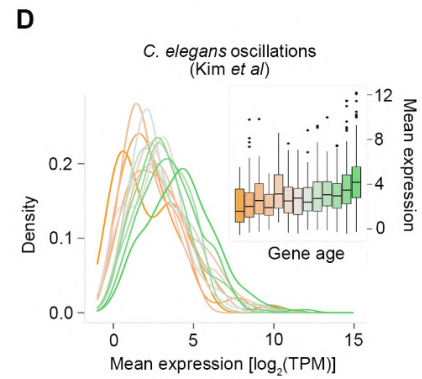 D
C. elegans oscillations
(Kim et al)
12
8
4
0
Mean expression
Gene age
0.2
0.1
0.0
Density
0 5 10 15
Mean expression [log2(TPM)]